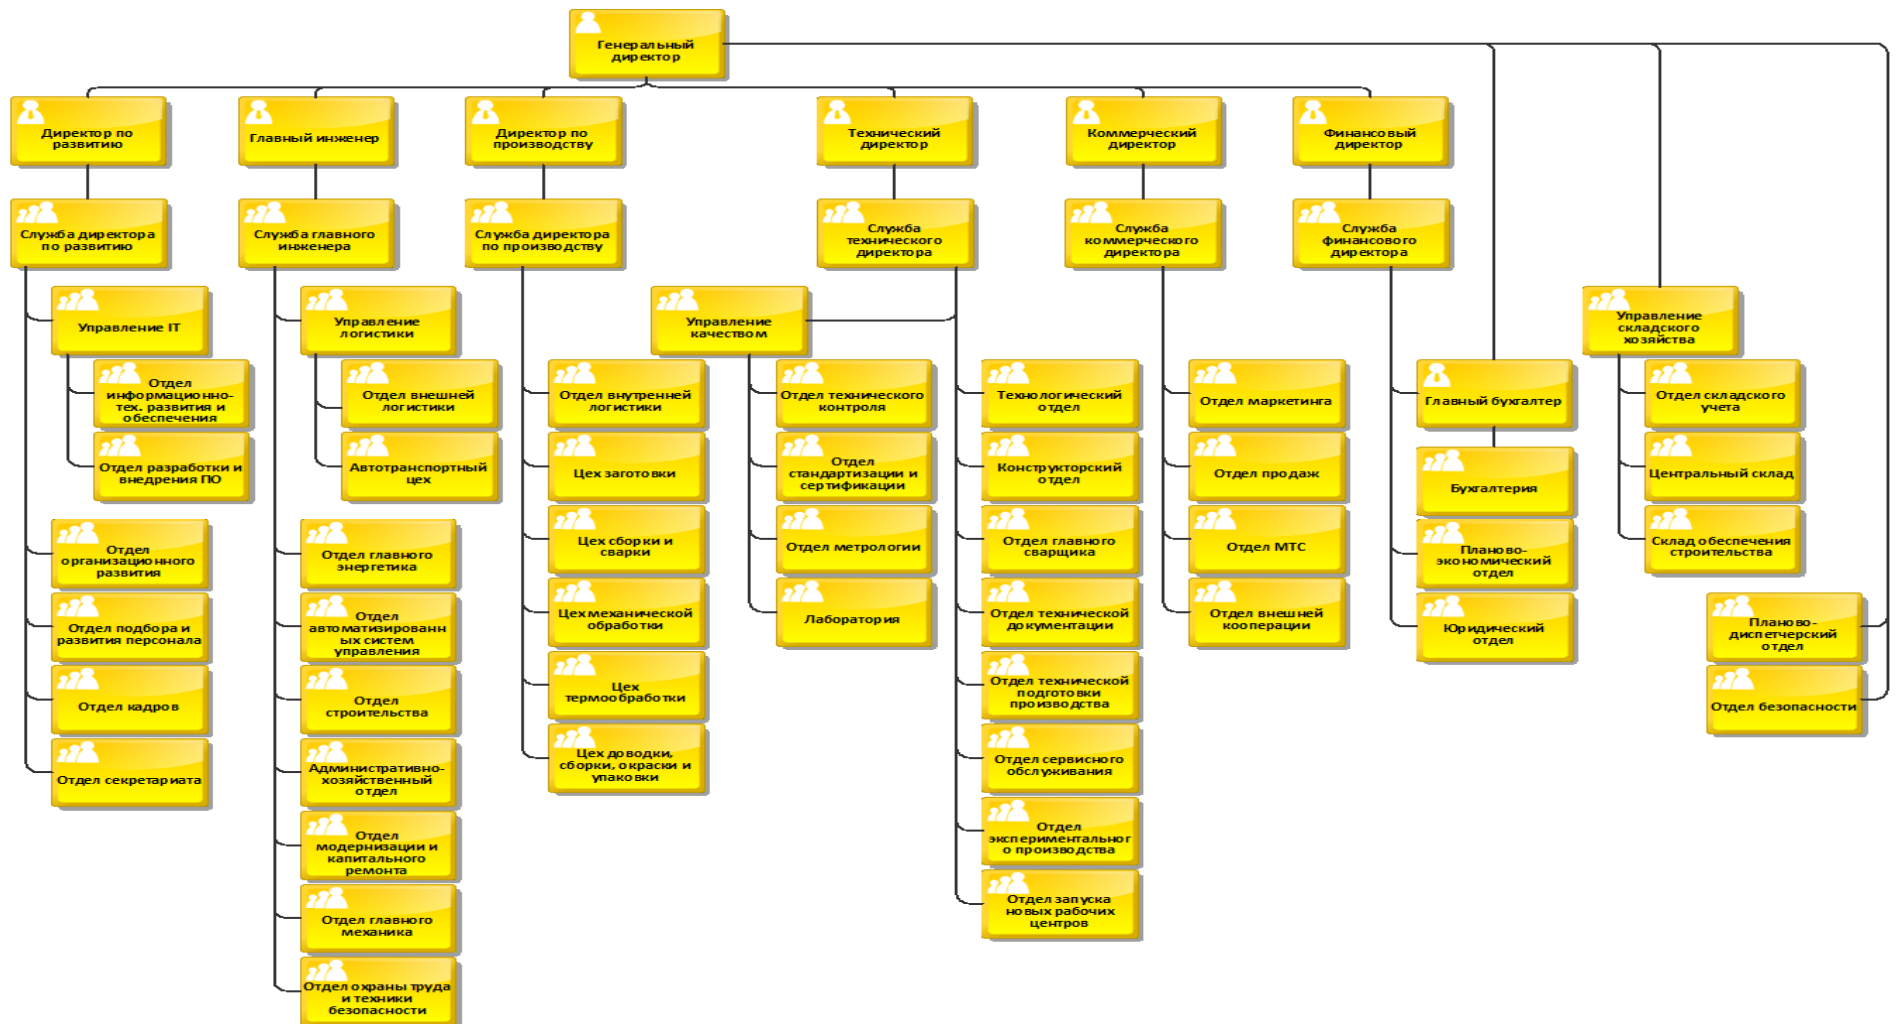 Генеральный
директор
Директор по
развитию
Главный инженер
Директор по
производству
Технический
директор
Коммерческий
директор
Финансовый
директор
Служба директора
по развитию
Служба главного
инженера
Служба директора
по производству
Служба
технического
директора
Служба
коммерческого
директора
Служба
финансового
директора
Управление IT
Отдел
информационно-
тех. развития и
обеспечения
Отдел разработки и
внедрения ПО
Отдел
организационного
развития
Отдел подбора и
развития персонала
Отдел кадров
Отдел секретариата
Управление
логистики
Отдел внешней
логистики
Автотранспортный
цех
Отдел главного
энергетика
Отдел
автоматизированн
ых систем
управления
Отдел
строительства
Административно-
хозяйственный
отдел
Отдел
модернизации и
капитального
ремонта
Отдел главного
механика
Отдел охраны труда
и техники
безопасности
Отдел внутренней
логистики
Цех заготовки
Цех сборки и
сварки
Цех механической
обработки
Цех
термообработки
Цех доводки,
сборки, окраски и
упаковки
Управление
качеством
Отдел технического
контроля
Отдел
стандартизации и
сертификации
Отдел метрологии
Лаборатория
Технологический
отдел
Конструкторский
отдел
Отдел главного
сварщика
Отдел технической
документации
Отдел технической
подготовки
производства
Отдел сервисного
обслуживания
Отдел
экспериментальног
о производства
Отдел запуска
новых рабочих
центров
Отдел маркетинга
Отдел продаж
Отдел МТС
Отдел внешней
кооперации
Главный бухгалтер
Бухгалтерия
Планово-
экономический
отдел
Юридический
отдел
Управление
складского
хозяйства
Отдел складского
учета
Центральный склад
Склад обеспечения
строительства
Планово-
диспетчерский
отдел
Отдел безопасности